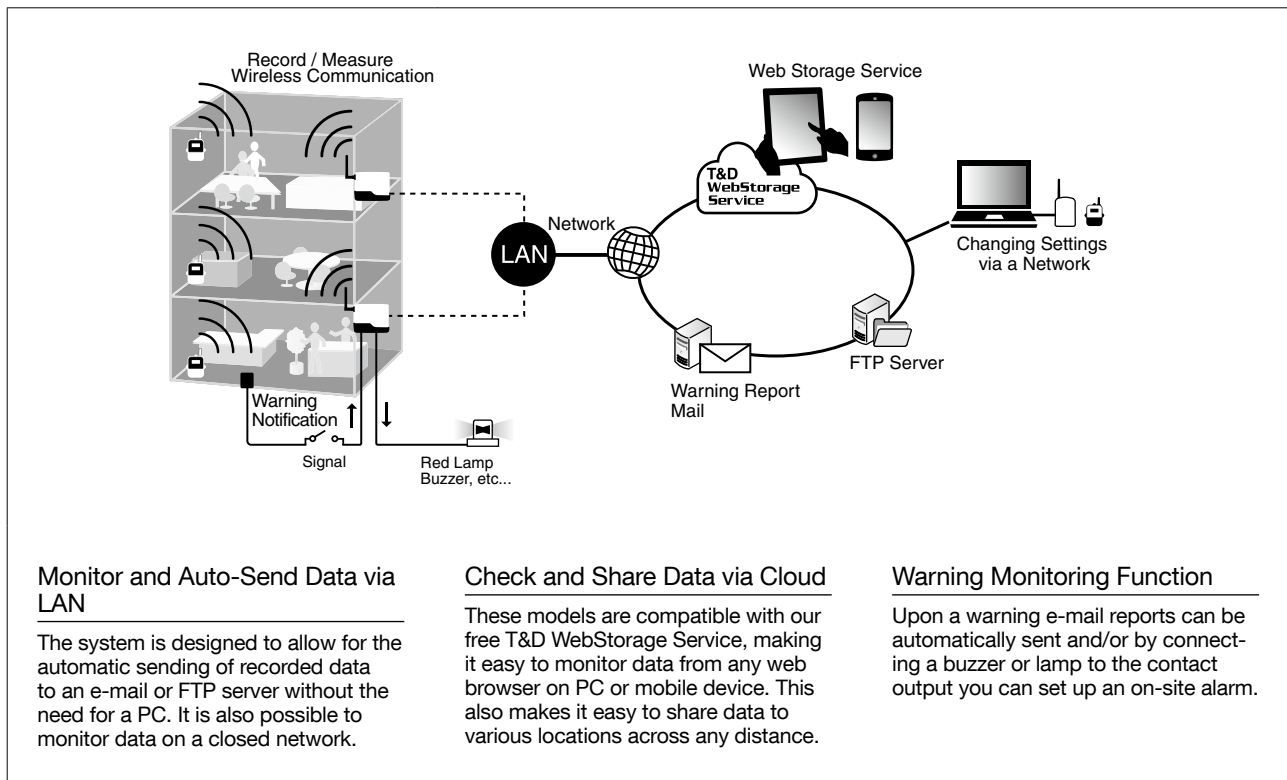 Record / Measure
Wireless Communication
Web Storage Service
T&D
WebStorage
Service
Network
LAN
Changing Settings
via a Network
FTP Server
Warning Report
Mail
Warning
Notification
Signal
Red Lamp
Buzzer, etc...
Monitor and Auto-Send Data via
LAN
The system is designed to allow for the
automatic sending of recorded data
to an e-mail or FTP server without the
need for a PC. It is also possible to
monitor data on a closed network.
Check and Share Data via Cloud
These models are compatible with our
free T&D WebStorage Service, making
it easy to monitor data from any web
browser on PC or mobile device. This
also makes it easy to share data to
various locations across any distance.
Warning Monitoring Function
Upon a warning e-mail reports can be
automatically sent and/or by connect-
ing a buzzer or lamp to the contact
output you can set up an on-site alarm.